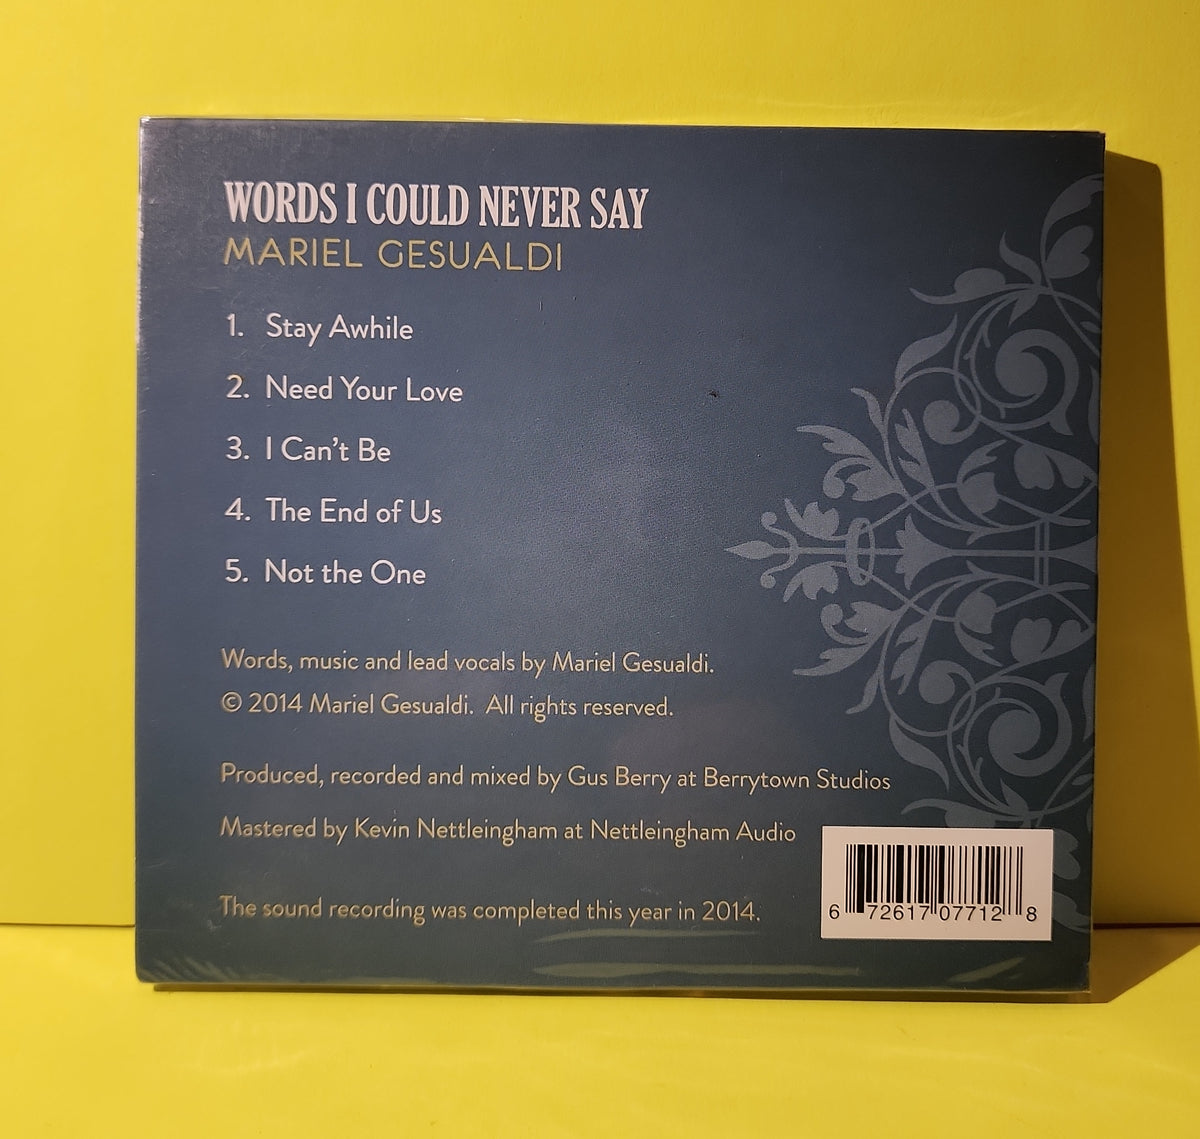 WORDS I COULD NEVER SAY
MARIEL GESUALDI
1. Stay Awhile
2. Need Your Love
3. I Can't Be
4. The End of Us
5. Not the One
Words, music and lead vocals by Mariel Gesualdi.
© 2014 Mariel Gesualdi. All rights reserved.
Produced, recorded and mixed by Gus Berry at Berrytown Studios
Mastered by Kevin Nettleingham at Nettleingham Audio
The sound recording was completed this year in 2014.
6 72617 07712 8